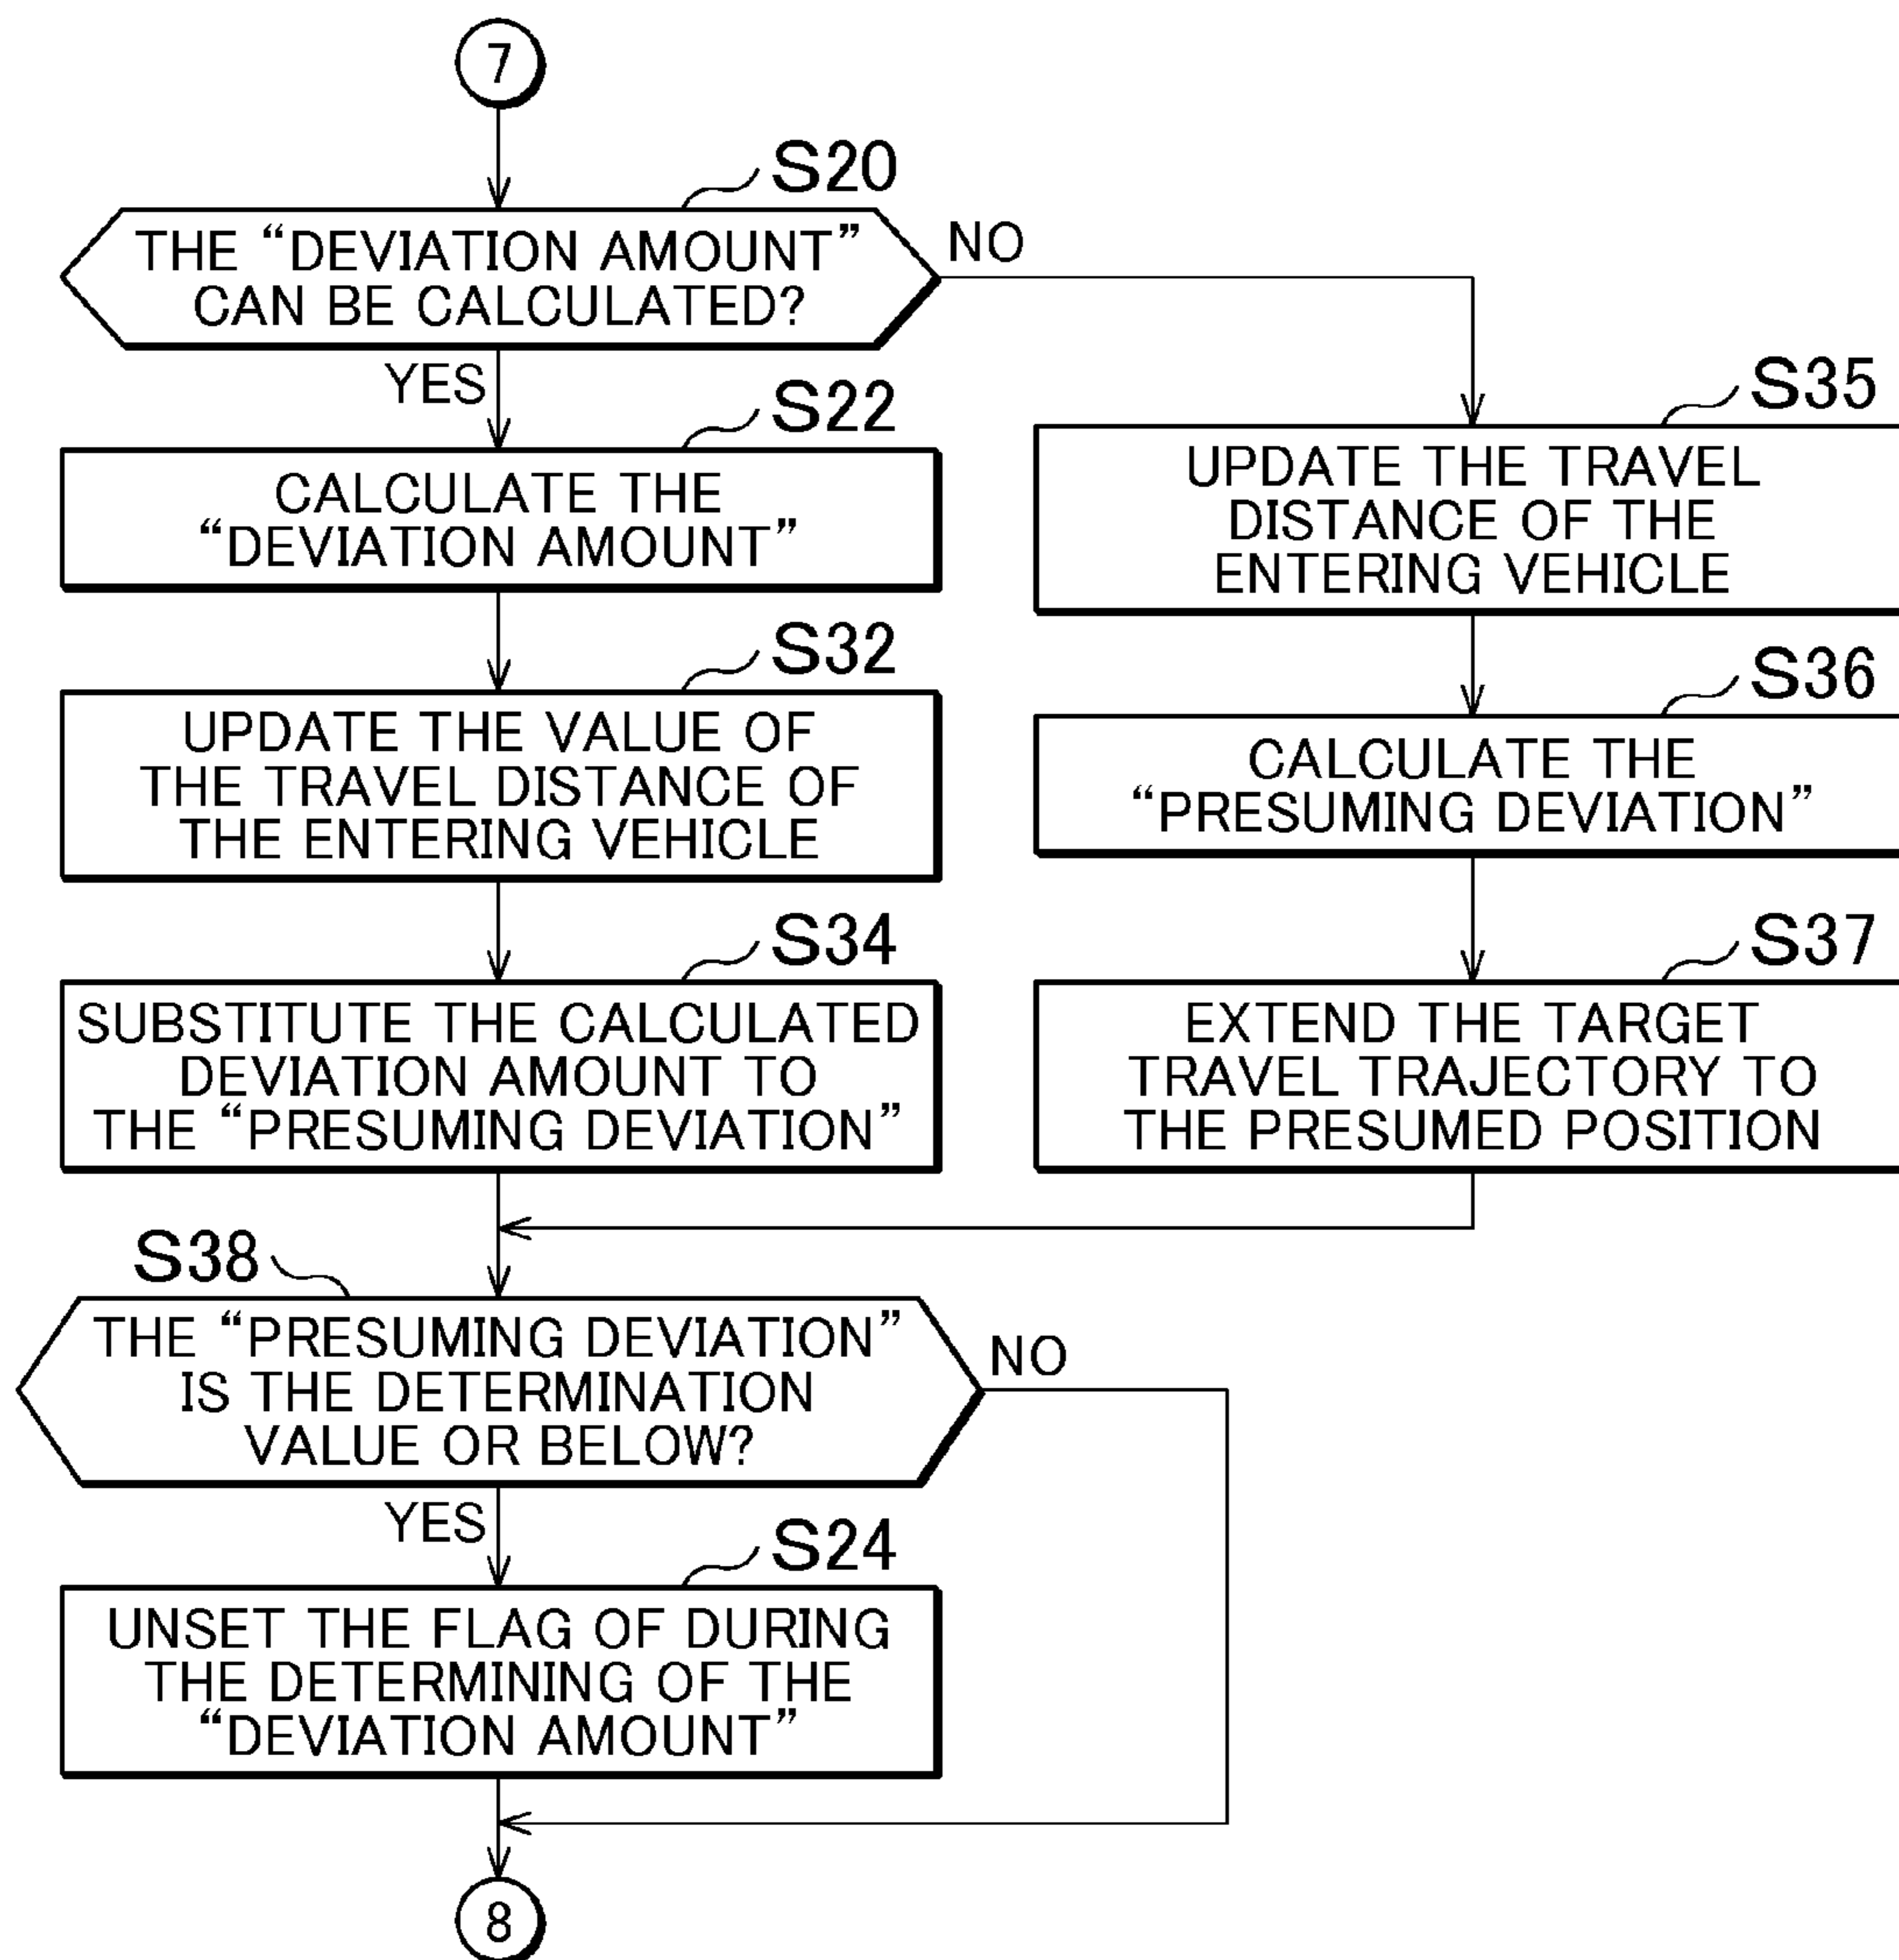 7
S20
THE “DEVIATION AMOUNT”
CAN BE CALCULATED?
NO
YES
S22
CALCULATE THE
“DEVIATION AMOUNT”
S32
UPDATE THE VALUE OF
THE TRAVEL DISTANCE OF
THE ENTERING VEHICLE
S34
SUBSTITUTE THE CALCULATED
DEVIATION AMOUNT TO
THE “PRESUMING DEVIATION”
S35
UPDATE THE TRAVEL
DISTANCE OF THE
ENTERING VEHICLE
S36
CALCULATE THE
“PRESUMING DEVIATION”
S37
EXTEND THE TARGET
TRAVEL TRAJECTORY TO
THE PRESUMED POSITION
S38
THE “PRESUMING DEVIATION”
IS THE DETERMINATION
VALUE OR BELOW?
NO
YES
S24
UNSET THE FLAG OF DURING
THE DETERMINING OF THE
“DEVIATION AMOUNT”
8